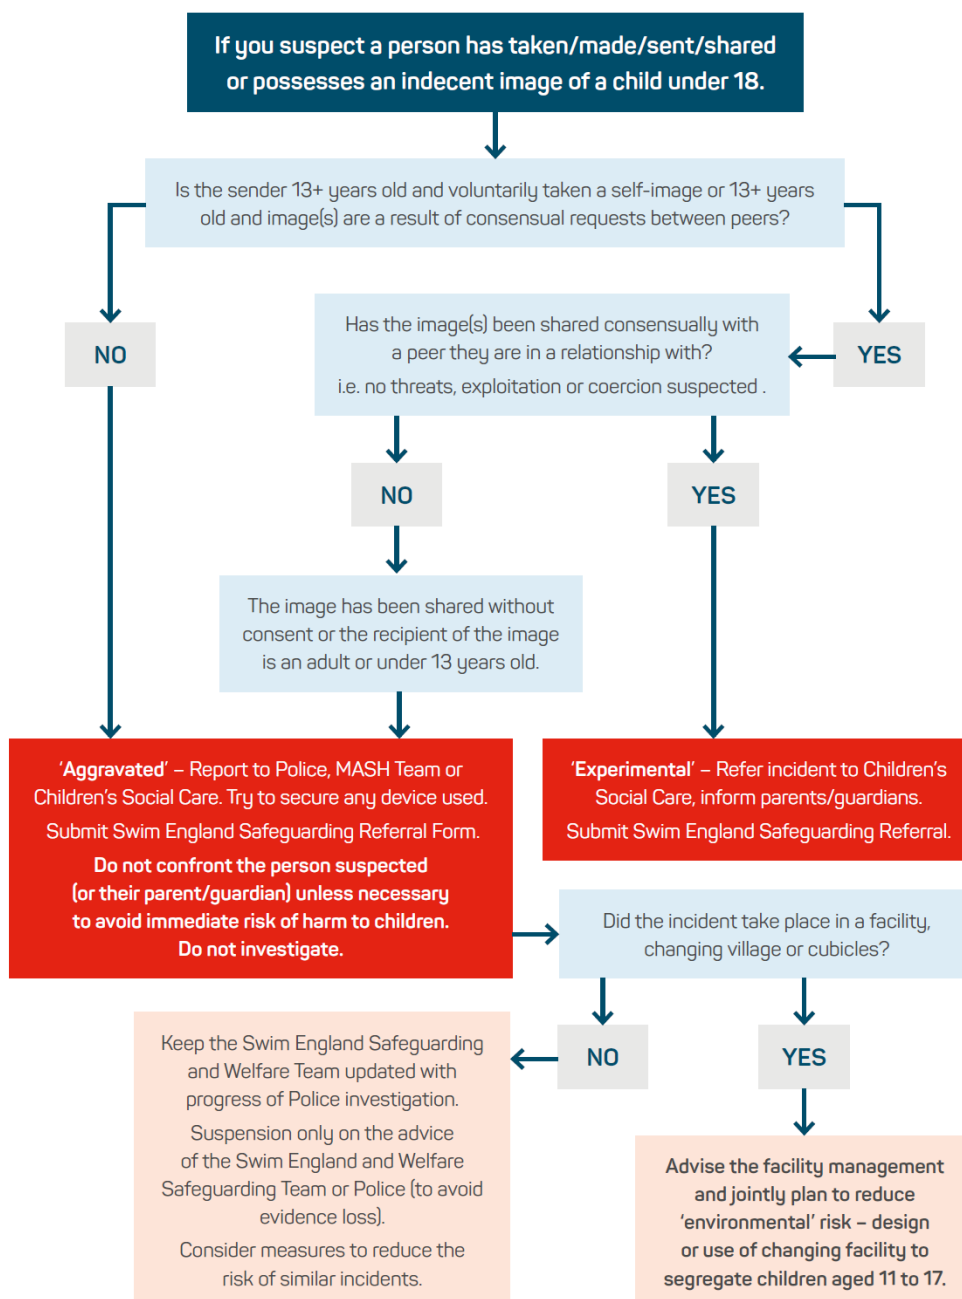 If you suspect a person has taken/made/sent/shared
or possesses an indecent image of a child under 18.
Is the sender 13+ years old and voluntarily taken a self-image or 13+ years
old and image(s) are a result of consensual requests between peers?
NO
Has the image(s) been shared consensually with
a peer they are in a relationship with?
i.e. no threats, exploitation or coercion suspected .
YES
NO
YES
The image has been shared without
consent or the recipient of the image
is an adult or under 13 years old.
‘Aggravated’ – Report to Police, MASH Team or
Children’s Social Care. Try to secure any device used.
Submit Swim England Safeguarding Referral Form.
Do not confront the person suspected
(or their parent/guardian) unless necessary
to avoid immediate risk of harm to children.
Do not investigate.
‘Experimental’ – Refer incident to Children’s
Social Care, inform parents/guardians.
Submit Swim England Safeguarding Referral.
Did the incident take place in a facility,
changing village or cubicles?
NO
YES
Keep the Swim England Safeguarding
and Welfare Team updated with
progress of Police investigation.
Suspension only on the advice
of the Swim England and Welfare
Safeguarding Team or Police (to avoid
evidence loss).
Consider measures to reduce the
risk of similar incidents.
Advise the facility management
and jointly plan to reduce
‘environmental’ risk – design
or use of changing facility to
segregate children aged 11 to 17.